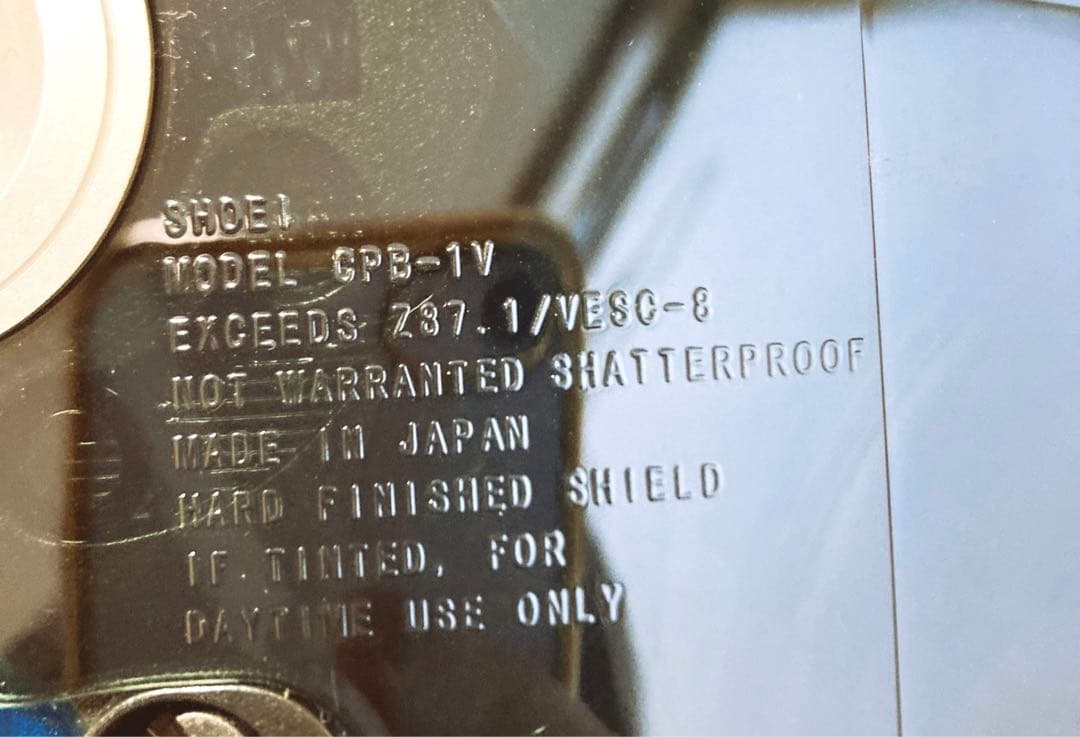 SHOEI
MODEL CPB-1V
EXCEEDS Z87.1/VESC-8
NOT WARRANTED SHATTERPROOF
MADE IN JAPAN
HARD FINISHED SHIELD
IF TINTED, FOR
DAYTIME USE ONLY